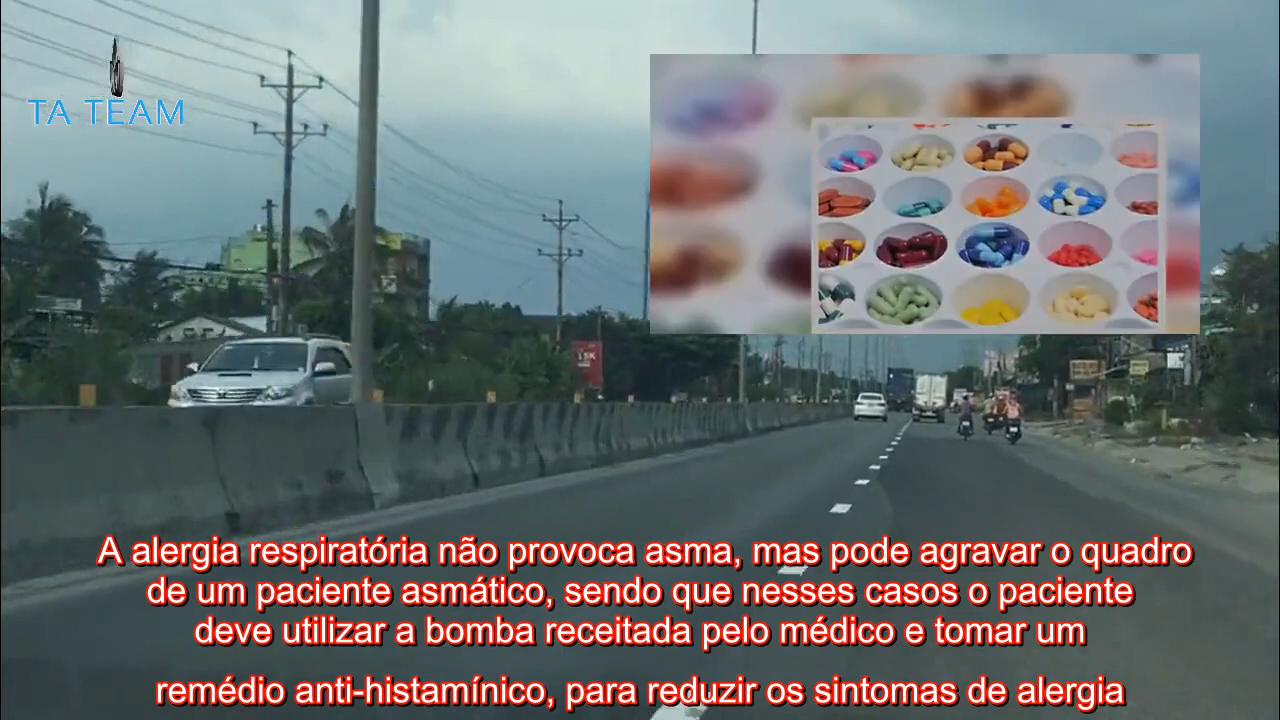 TA TEAM
15K
A alergia respiratória não provoca asma, mas pode agravar o quadro
de um paciente asmático, sendo que nesses casos o paciente
deve utilizar a bomba receitada pelo médico e tomar um
remédio anti-histamínico, para reduzir os sintomas de alergia